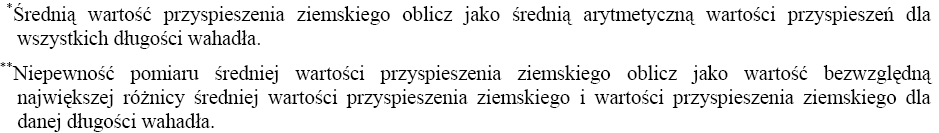 *Średnią wartość przyspieszenia ziemskiego oblicz jako średnią arytmetyczną wartości przyspieszeń dla
wszystkich długości wahadła.
**Niepewność pomiaru średniej wartości przyspieszenia ziemskiego oblicz jako wartość bezwzględną
największej różnicy średniej wartości przyspieszenia ziemskiego i wartości przyspieszenia ziemskiego dla
danej długości wahadła.